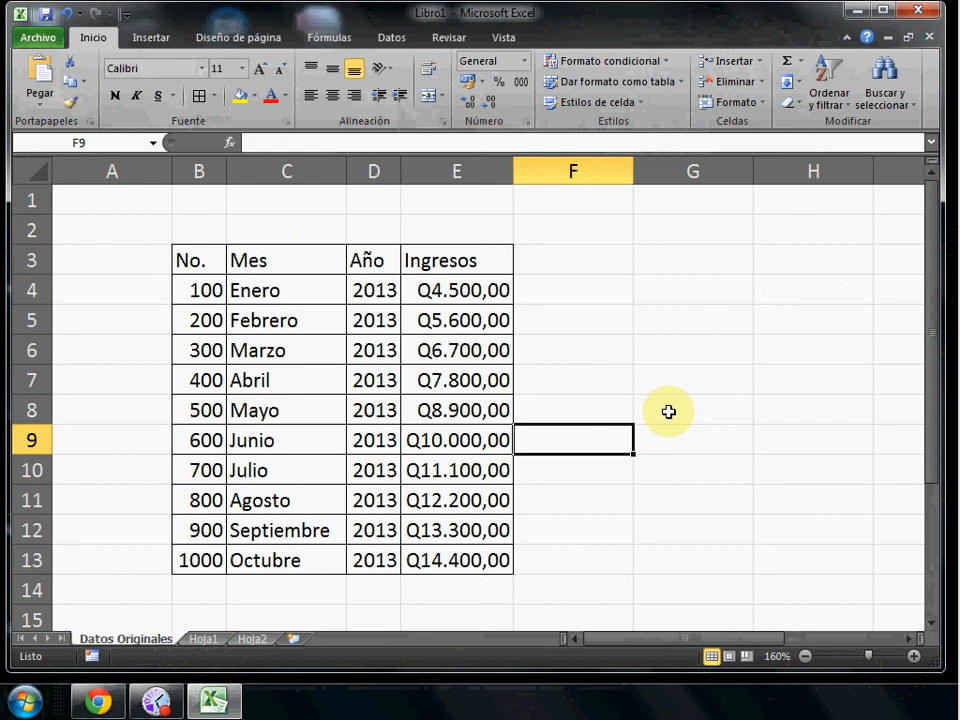 Libro1 - Microsoft Excel
Archivo Inicio Insertar Diseño de página Fórmulas Datos Revisar Vista
Pegar
Calibri 11
N K S
General
% 000
Formato condicional
Dar formato como tabla
Estilos de celda
Insertar
Eliminar
Formato
Σ
Ordenar y filtrar
Buscar y seleccionar
Portapapeles Fuente Alineación Número Estilos Celdas Modificar
F9 fx
A B C D E F G H
1
2
3 No. Mes Año Ingresos
4 100 Enero 2013 Q4.500,00
5 200 Febrero 2013 Q5.600,00
6 300 Marzo 2013 Q6.700,00
7 400 Abril 2013 Q7.800,00
8 500 Mayo 2013 Q8.900,00
9 600 Junio 2013 Q10.000,00
10 700 Julio 2013 Q11.100,00
11 800 Agosto 2013 Q12.200,00
12 900 Septiembre 2013 Q13.300,00
13 1000 Octubre 2013 Q14.400,00
14
15
Datos Originales Hoja1 Hoja2
Listo 160%